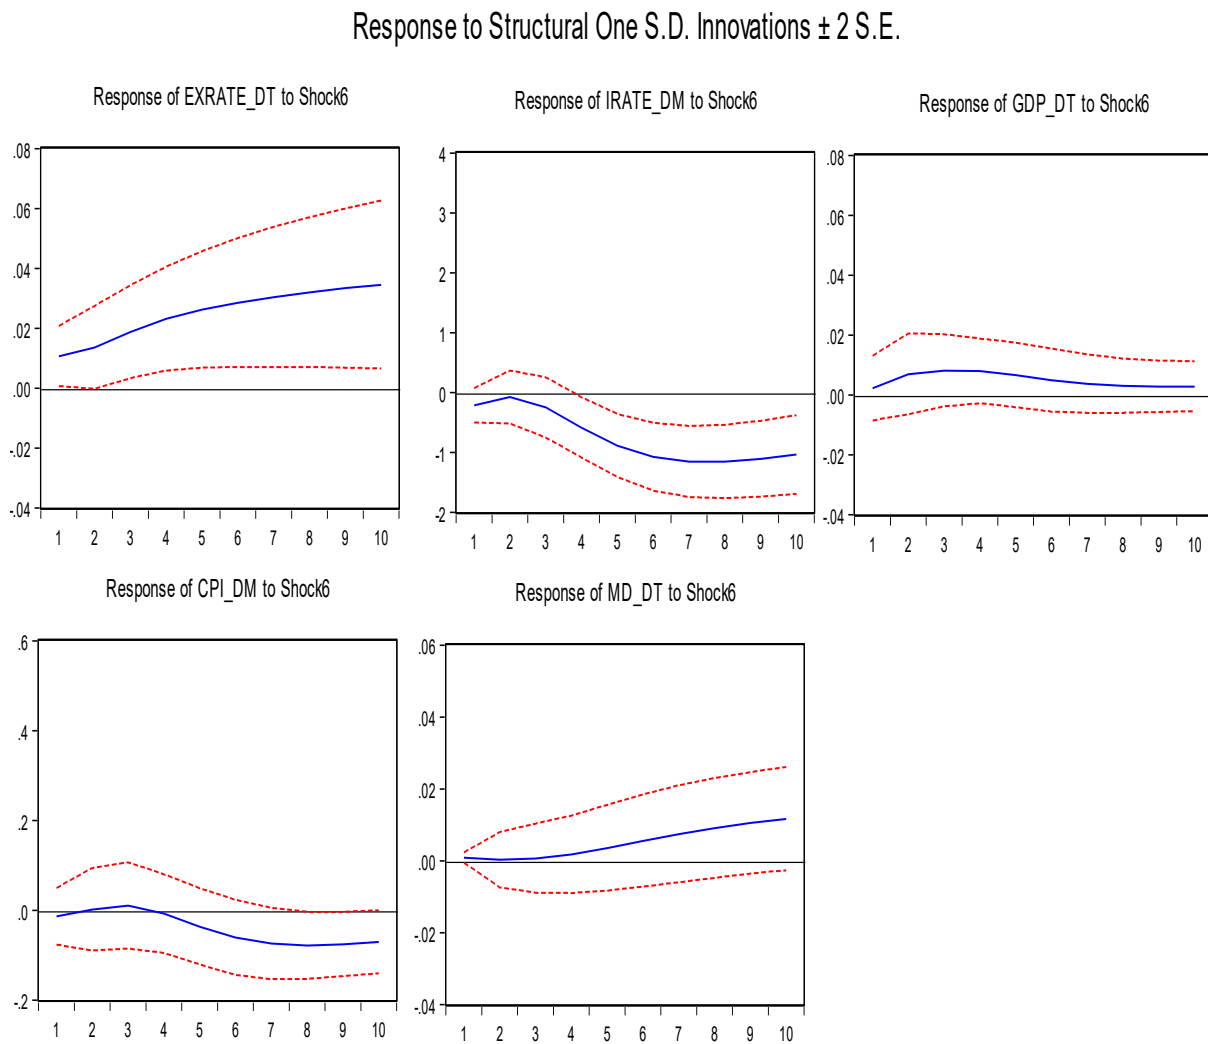 Response to Structural One S.D. Innovations ± 2 S.E.
Response of EXRATE_DT to Shock6
.08
.06
.04
.02
.00
-.02
-.04
1 2 3 4 5 6 7 8 9 10
Response of IRATE_DM to Shock6
4
3
2
1
0
-1
-2
1 2 3 4 5 6 7 8 9 10
Response of GDP_DT to Shock6
.08
.06
.04
.02
.00
-.02
-.04
1 2 3 4 5 6 7 8 9 10
Response of CPI_DM to Shock6
.6
.4
.2
.0
-.2
1 2 3 4 5 6 7 8 9 10
Response of MD_DT to Shock6
.06
.04
.02
.00
-.02
-.04
1 2 3 4 5 6 7 8 9 10